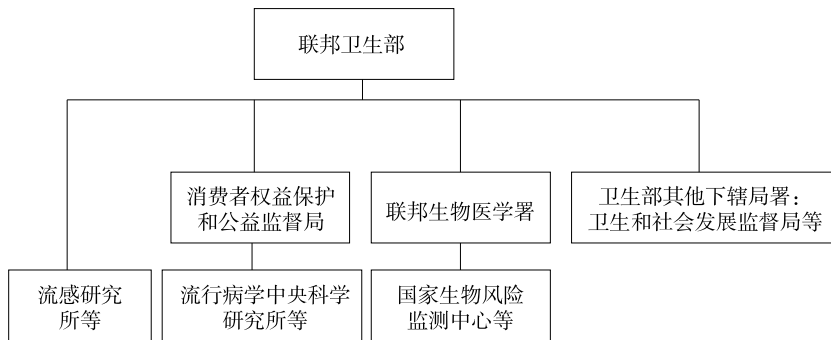 联邦卫生部
消费者权益保护
和公益监督局
联邦生物医学署
卫生部其他下辖局署：
卫生和社会发展监督局等
流感研究
所等
流行病学中央科学
研究所等
国家生物风险
监测中心等